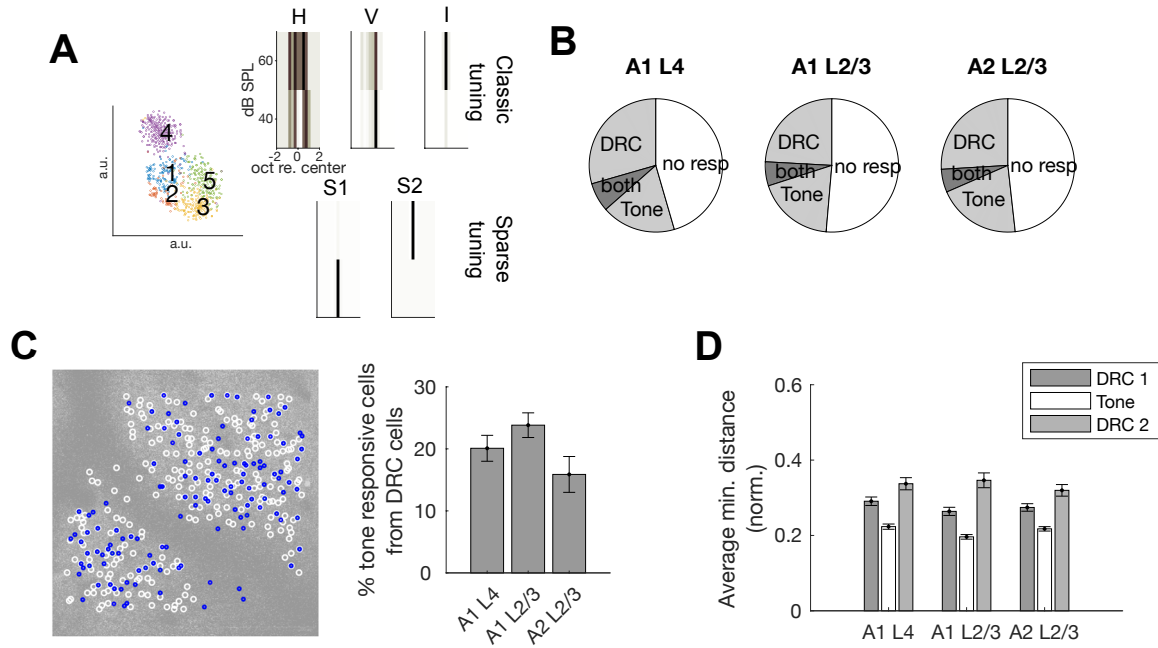 A
H
V
I
dB SPL
60
40
-2
0
2
oct re. center
Classic
tuning
S1
S2
Sparse
tuning
4
1
2
5
3
a.u.
a.u.
B
A1 L4
A1 L2/3
A2 L2/3
DRC
no resp
both
Tone
DRC
no resp
both
Tone
DRC
no resp
both
Tone
C
% tone responsive cells
from DRC cells
30
20
10
0
A1 L4
A1 L2/3
A2 L2/3
D
DRC 1
Tone
DRC 2
Average min. distance
(norm.)
0.6
0.4
0.2
0
A1 L4
A1 L2/3
A2 L2/3